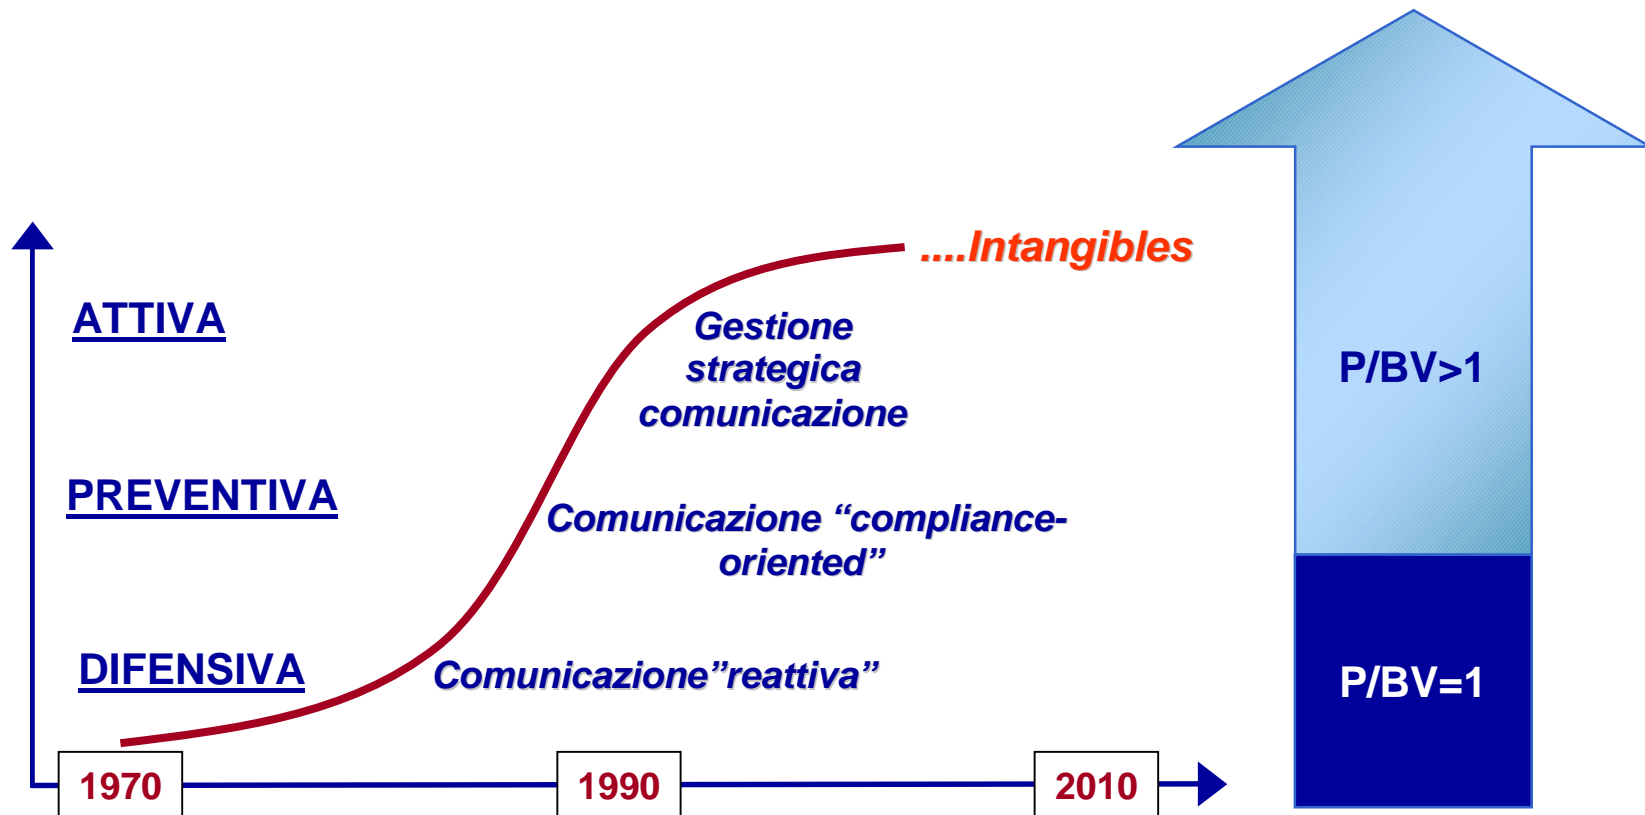 ....Intangibles
ATTIVA
Gestione
strategica
comunicazione
P/BV>1
PREVENTIVA
Comunicazione “compliance-
oriented”
DIFENSIVA
Comunicazione”reattiva”
P/BV=1
1970
1990
2010